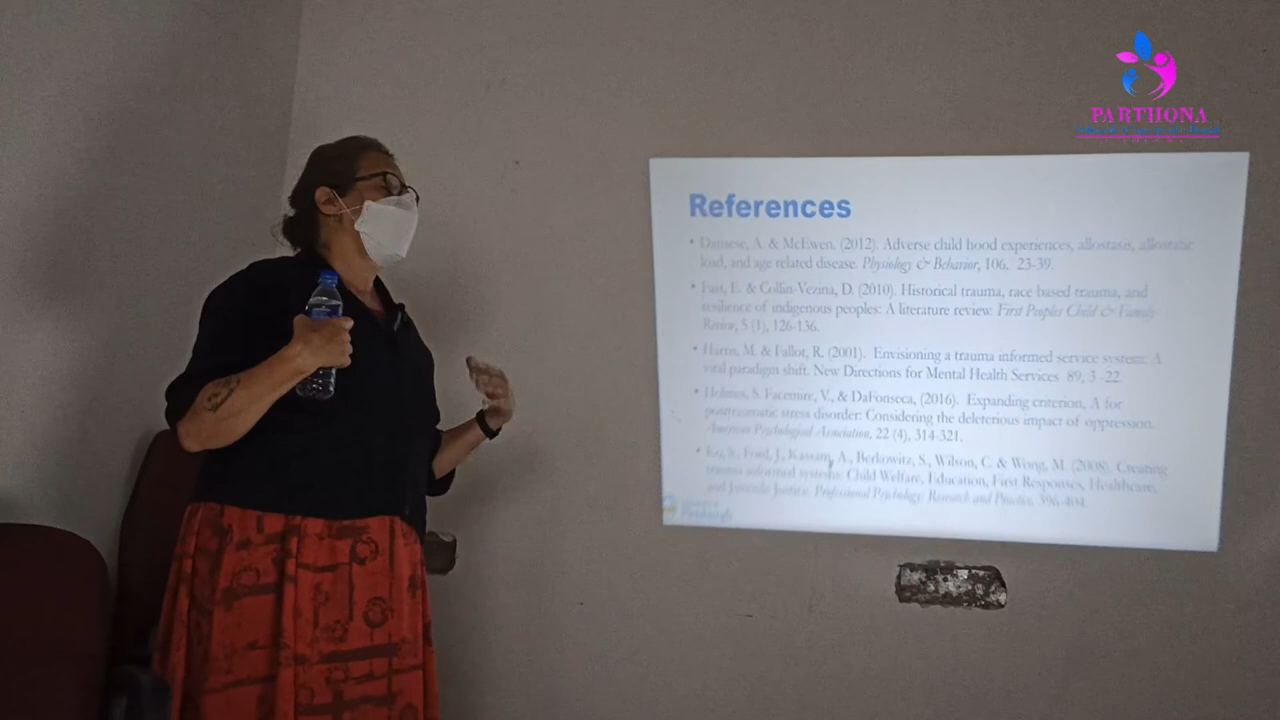 PARTHONA
References
• Danese, A. & McEwen. (2012). Adverse child hood experiences, allostasis, allostatic
load, and age related disease. Physiology & Behavior, 106, 23-39.
• Fast, E. & Collin-Vezina, D. (2010). Historical trauma, race based trauma, and
resilience of indigenous peoples: A literature review. First Peoples Child & Family
Review, 5 (1), 126-136.
• Harris, M. & Fallot, R. (2001). Envisioning a trauma informed service system: A
vital paradigm shift. New Directions for Mental Health Services 89, 3 -22.
• Holmes, S. Facemire, V., & DaFonseca, (2016). Expanding criterion, A for
posttraumatic stress disorder: Considering the deleterious impact of oppression.
American Psychological Association, 22 (4), 314-321.
• Ko, S., Ford, J., Kassam, A., Berkowitz, S., Wilson, C. & Wong, M. (2008). Creating
trauma informed systems: Child Welfare, Education, First Responses, Healthcare,
and Juvenile Justice. Professional Psychology: Research and Practice, 396-404.